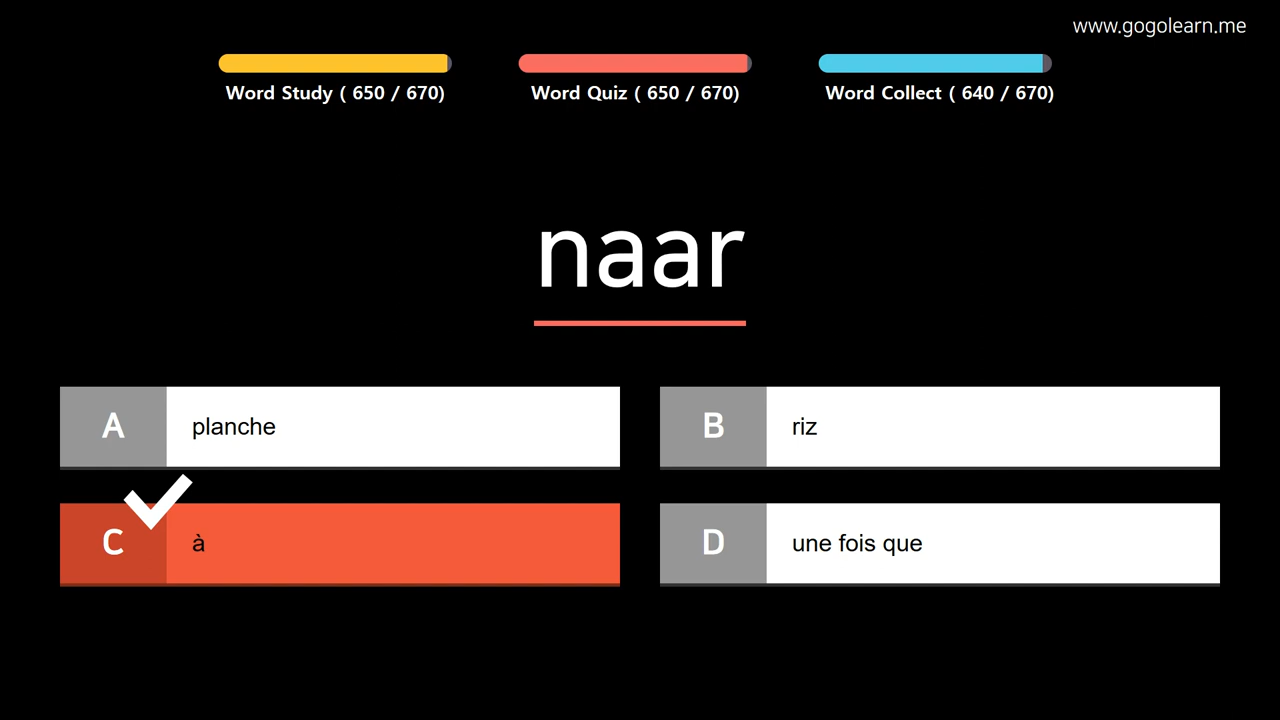 www.gogolearn.me
Word Study ( 650 / 670)
Word Quiz ( 650 / 670)
Word Collect ( 640 / 670)
naar
A planche
B riz
C à
D une fois que